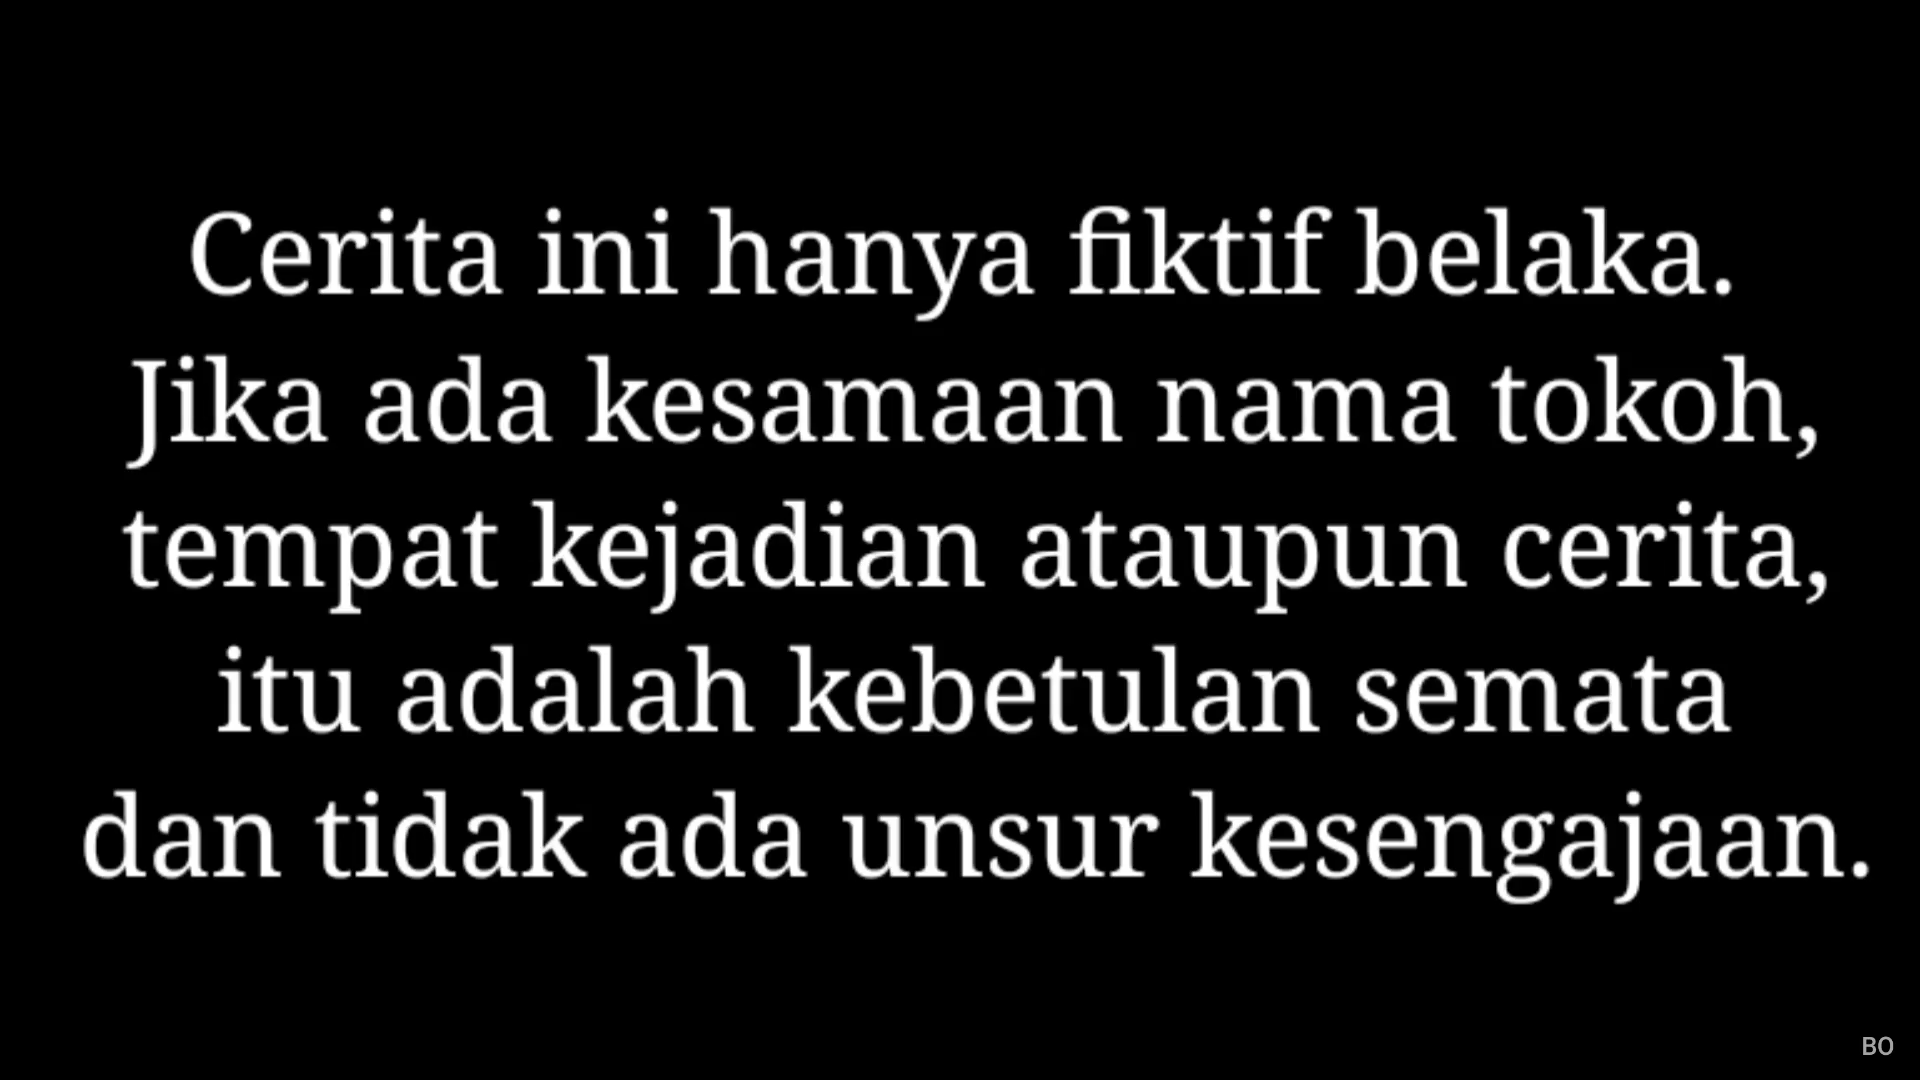 Cerita ini hanya fiktif belaka.
Jika ada kesamaan nama tokoh,
tempat kejadian ataupun cerita,
itu adalah kebetulan semata
dan tidak ada unsur kesengajaan.
BO